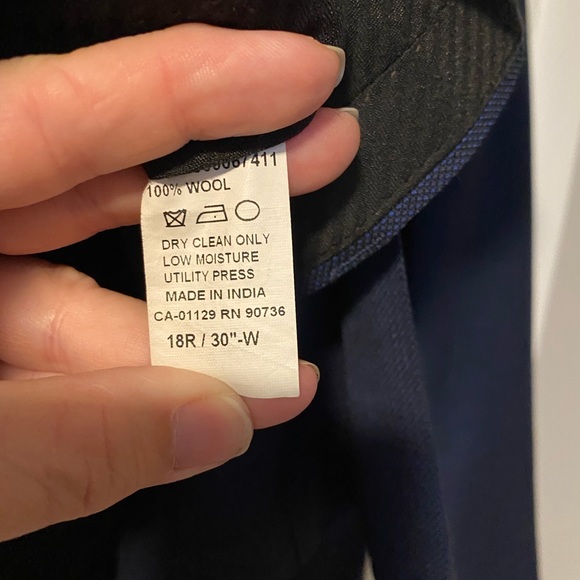 100% WOOL
DRY CLEAN ONLY
LOW MOISTURE
UTILITY PRESS
MADE IN INDIA
CA-01129 RN 90736
18R / 30"-W